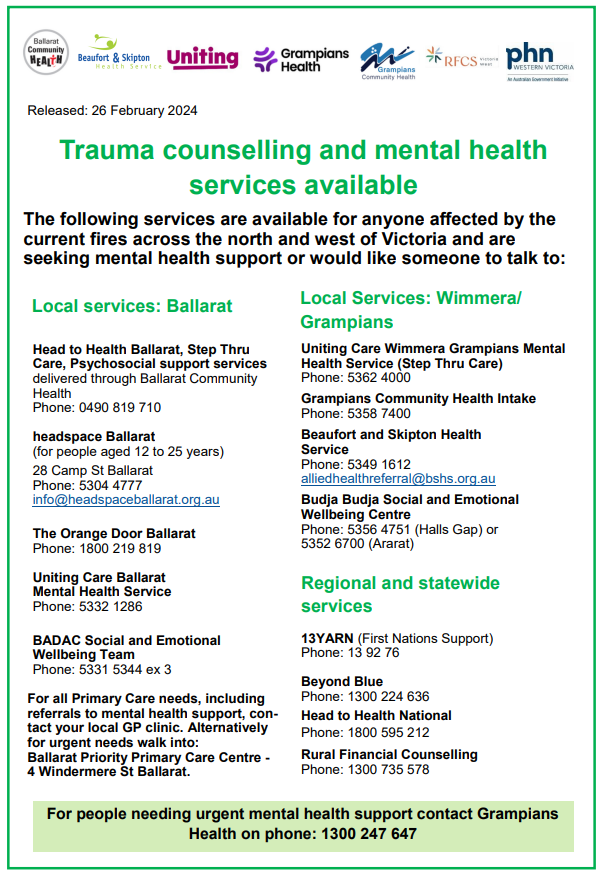 Ballarat
Community
HEALTH
Beaufort & Skipton
Health Service
Uniting
Grampians
Health
Grampians
Community Health
RFCS Victoria
West
phn
WESTERN VICTORIA
An Australian Government Initiative
Released: 26 February 2024
Trauma counselling and mental health
services available
The following services are available for anyone affected by the
current fires across the north and west of Victoria and are
seeking mental health support or would like someone to talk to:
Local services: Ballarat
Head to Health Ballarat, Step Thru
Care, Psychosocial support services
delivered through Ballarat Community
Health
Phone: 0490 819 710
headspace Ballarat
(for people aged 12 to 25 years)
28 Camp St Ballarat
Phone: 5304 4777
info@headspaceballarat.org.au
The Orange Door Ballarat
Phone: 1800 219 819
Uniting Care Ballarat
Mental Health Service
Phone: 5332 1286
BADAC Social and Emotional
Wellbeing Team
Phone: 5331 5344 ex 3
For all Primary Care needs, including
referrals to mental health support, con-
tact your local GP clinic. Alternatively
for urgent needs walk into:
Ballarat Priority Primary Care Centre -
4 Windermere St Ballarat.
Local Services: Wimmera/
Grampians
Uniting Care Wimmera Grampians Mental
Health Service (Step Thru Care)
Phone: 5362 4000
Grampians Community Health Intake
Phone: 5358 7400
Beaufort and Skipton Health
Service
Phone: 5349 1612
alliedhealthreferral@bshs.org.au
Budja Budja Social and Emotional
Wellbeing Centre
Phone: 5356 4751 (Halls Gap) or
5352 6700 (Ararat)
Regional and statewide
services
13YARN (First Nations Support)
Phone: 13 92 76
Beyond Blue
Phone: 1300 224 636
Head to Health National
Phone: 1800 595 212
Rural Financial Counselling
Phone: 1300 735 578
For people needing urgent mental health support contact Grampians
Health on phone: 1300 247 647